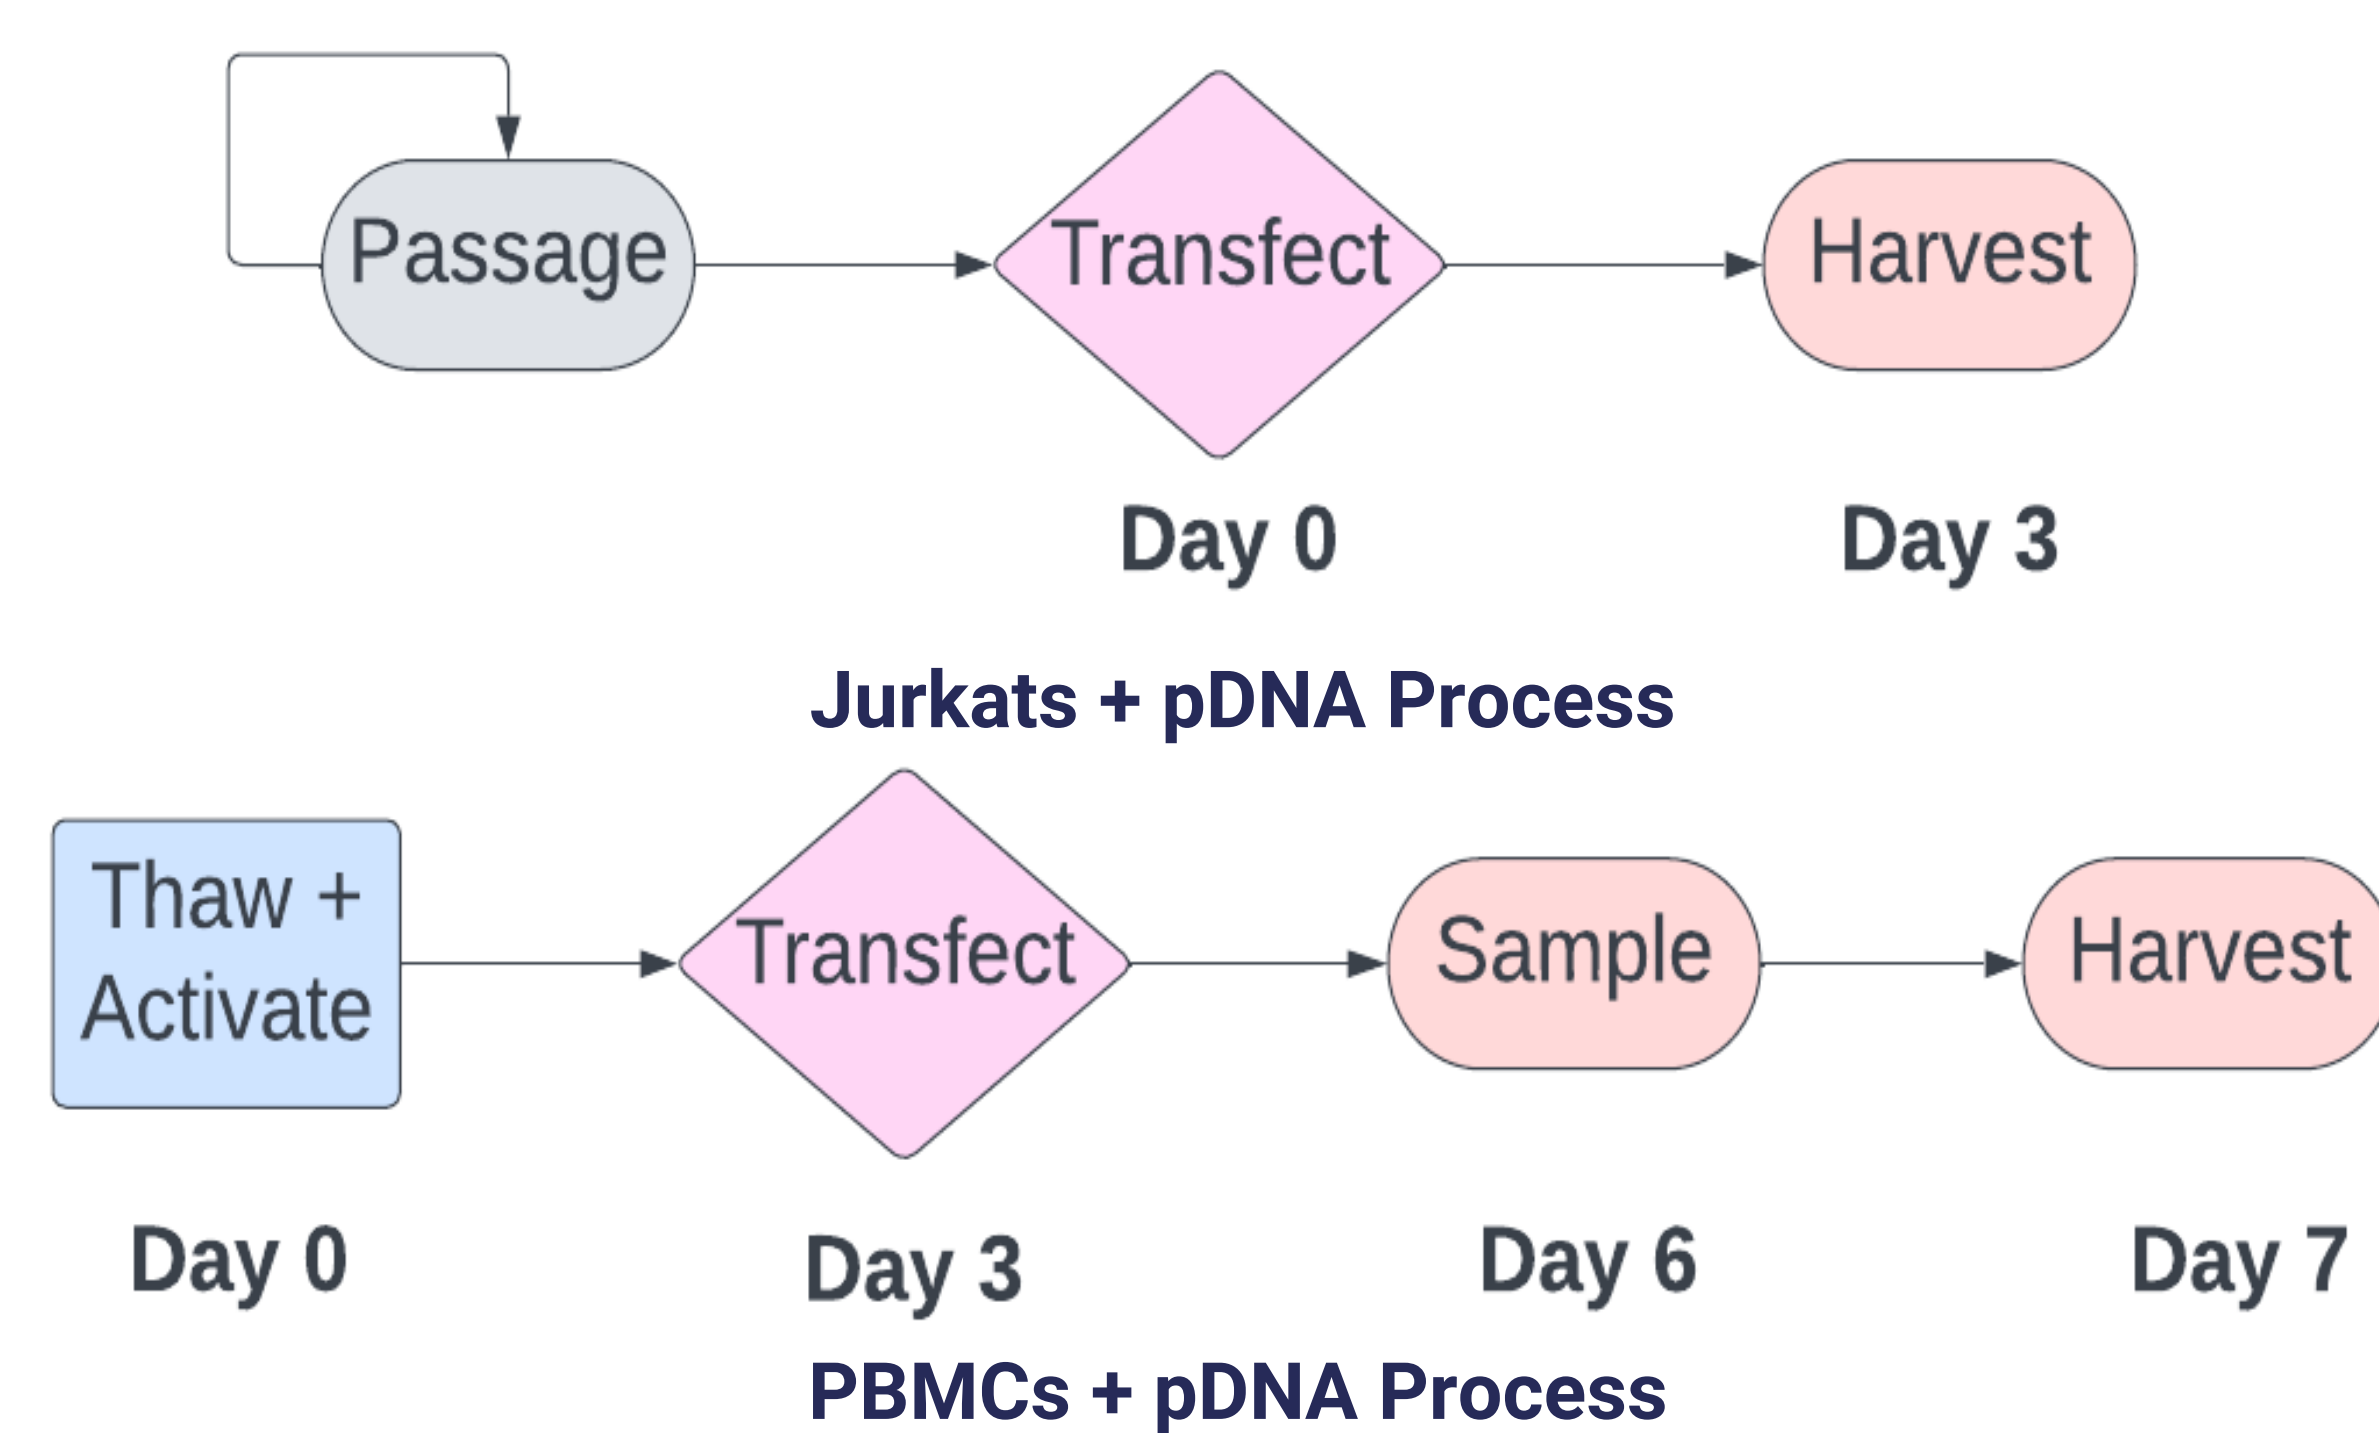 Passage
Transfect
Harvest
Day 0
Day 3
Jurkats + pDNA Process
Thaw +
Activate
Transfect
Sample
Harvest
Day 0
Day 3
Day 6
Day 7
PBMCs + pDNA Process